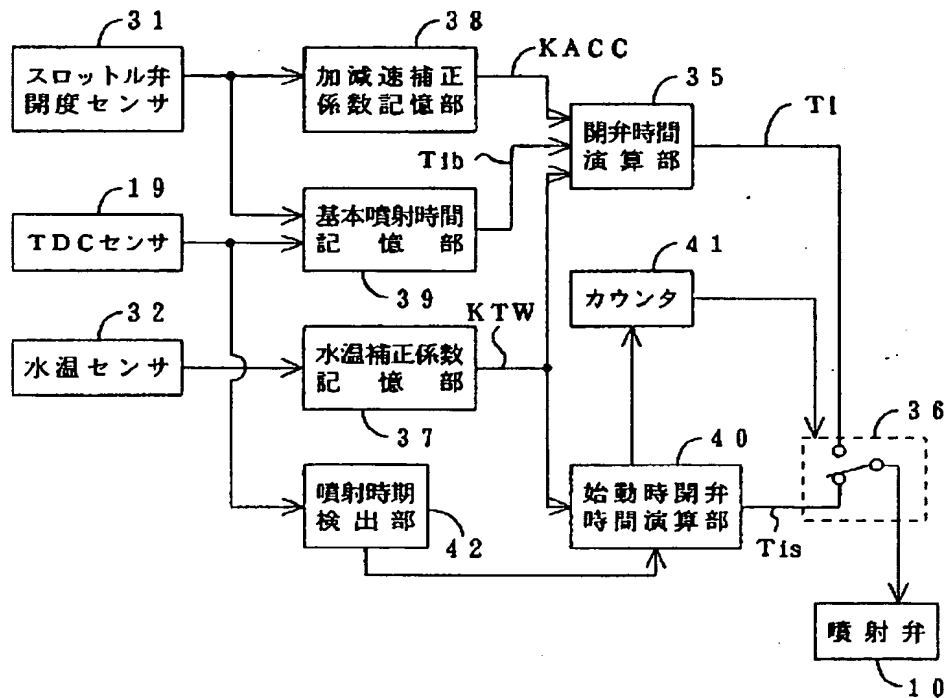 31
スロットル弁
開度センサ
38
加減速補正
係数記憶部
KACC
35
開弁時間
演算部
TI
Tib
19
TDCセンサ
基本噴射時間
記憶部
39
41
カウンタ
32
水温センサ
KTW
水温補正係数
記憶部
37
36
40
噴射時期
検出部
42
始動時開弁
時間演算部
Tis
噴射弁
10